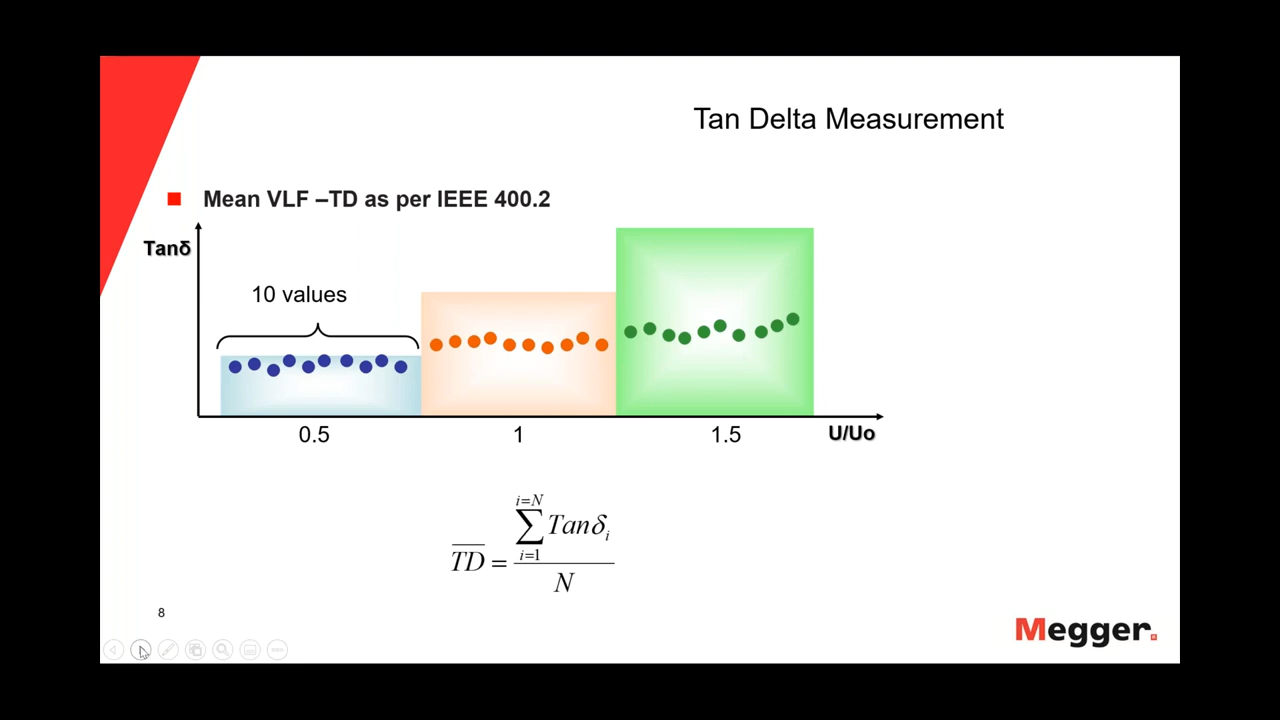 Tan Delta Measurement
Mean VLF –TD as per IEEE 400.2
Tanδ
10 values
0.5
1
1.5
U/Uo
i=N
∑ Tanδi
i=1
TD =
N
8
Megger.